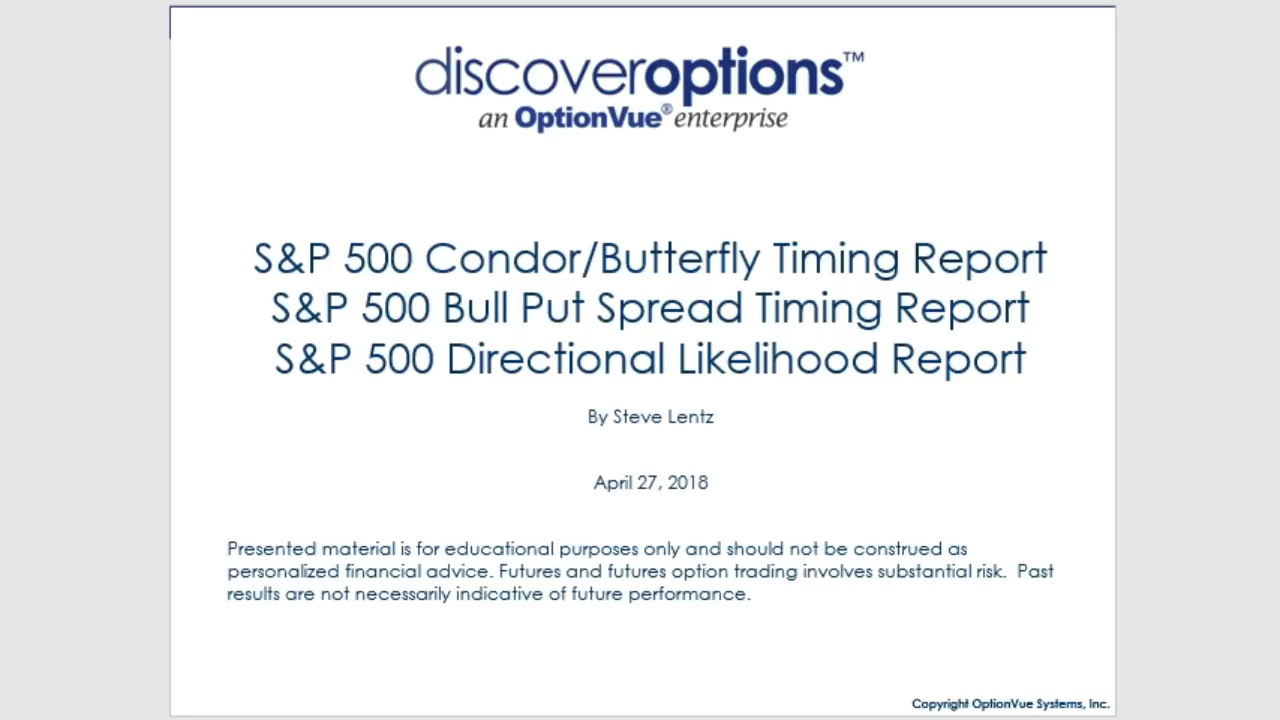 discoveroptions™
an OptionVue® enterprise
S&P 500 Condor/Butterfly Timing Report
S&P 500 Bull Put Spread Timing Report
S&P 500 Directional Likelihood Report
By Steve Lentz
April 27, 2018
Presented material is for educational purposes only and should not be construed as
personalized financial advice. Futures and futures option trading involves substantial risk.  Past
results are not necessarily indicative of future performance.
Copyright OptionVue Systems, Inc.